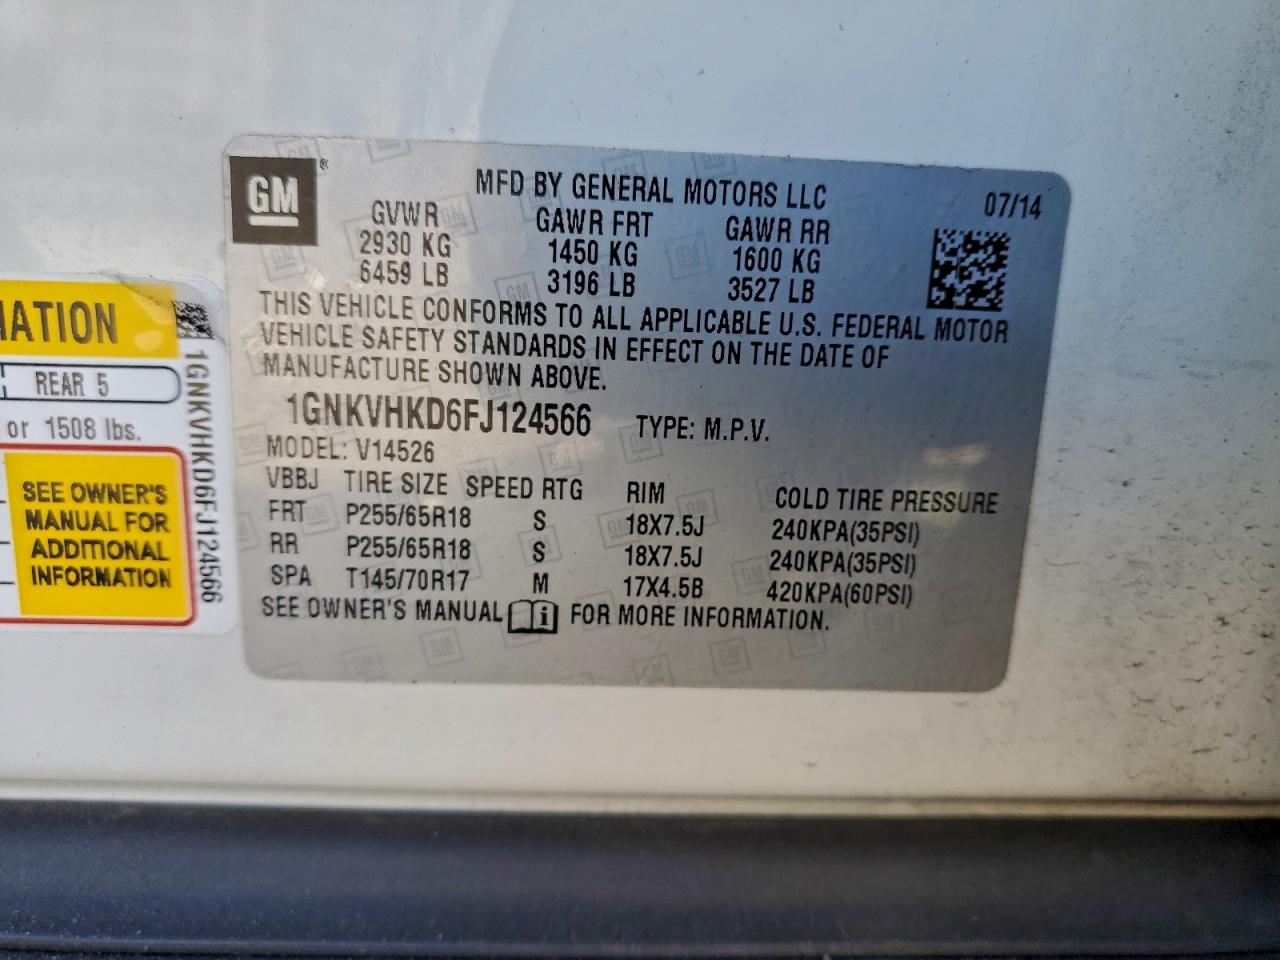 GM ®
MFD BY GENERAL MOTORS LLC 07/14
GVWR GAWR FRT GAWR RR
2930 KG 1450 KG 1600 KG
6459 LB 3196 LB 3527 LB
THIS VEHICLE CONFORMS TO ALL APPLICABLE U.S. FEDERAL MOTOR
VEHICLE SAFETY STANDARDS IN EFFECT ON THE DATE OF
MANUFACTURE SHOWN ABOVE.
1GNKVHKD6FJ124566 TYPE: M.P.V.
MODEL: V14526
VBBJ TIRE SIZE SPEED RTG RIM COLD TIRE PRESSURE
FRT P255/65R18 S 18X7.5J 240KPA(35PSI)
RR P255/65R18 S 18X7.5J 240KPA(35PSI)
SPA T145/70R17 M 17X4.5B 420KPA(60PSI)
SEE OWNER'S MANUAL i FOR MORE INFORMATION.
MATION
REAR 5
or 1508 lbs.
SEE OWNER'S
MANUAL FOR
ADDITIONAL
INFORMATION
1GNKVHKD6FJ124566